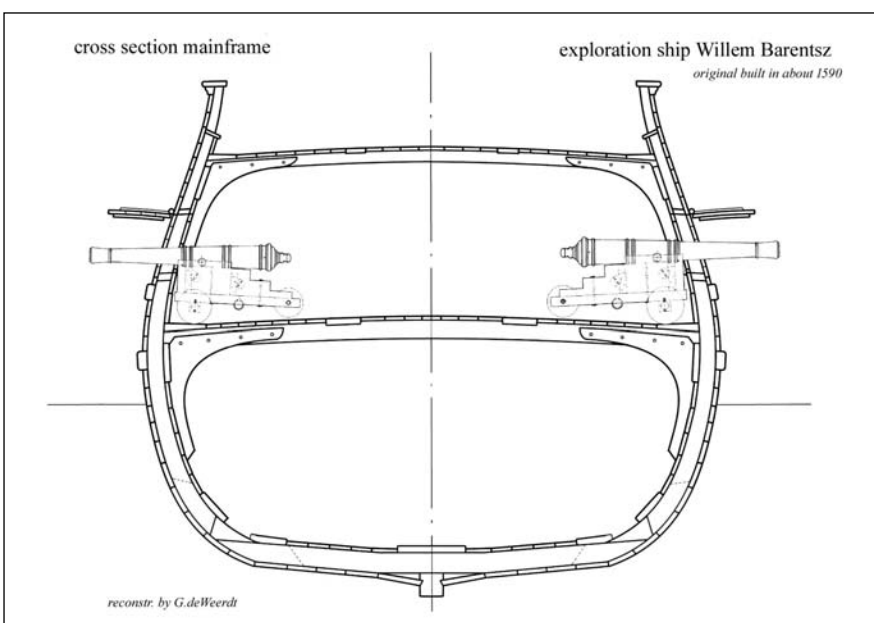 cross section mainframe
exploration ship Willem Barentsz
original built in about 1590
reconstr. by G.deWeerdt